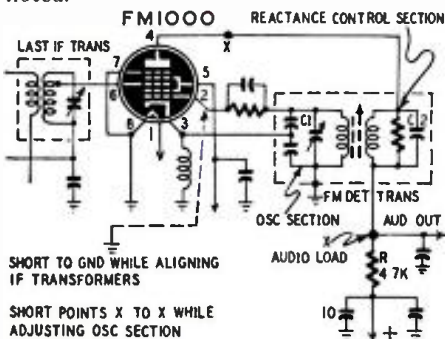 noted.
FM1000
REACTANCE CONTROL SECTION
LAST IF TRANS
4
X
7
5
6
2
1
3
8
C1
C2
OSC SECTION
FM DET TRANS
AUD OUT
X
AUDIO LOAD
R
4 7K
10
+
SHORT TO GND WHILE ALIGNING
IF TRANSFORMERS
SHORT POINTS X TO X WHILE
ADJUSTING OSC SECTION